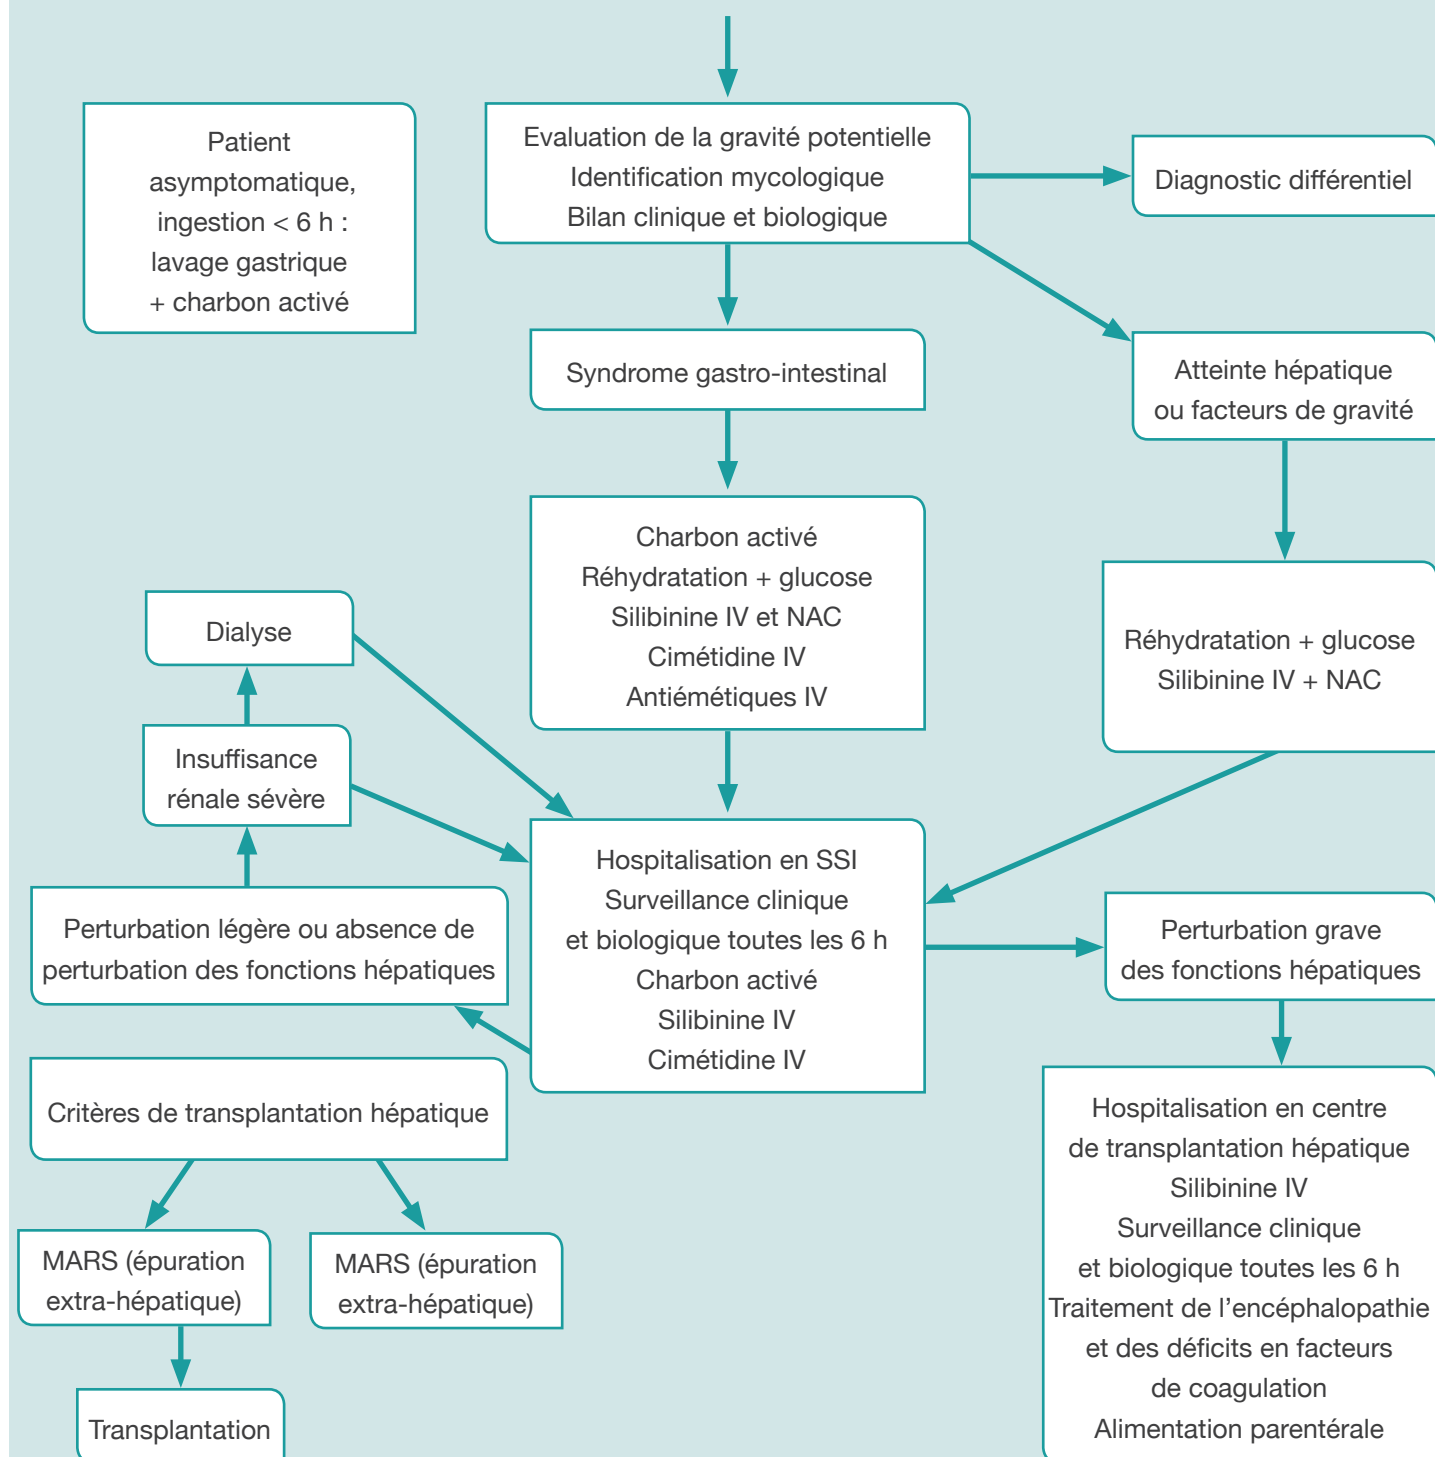 Patient
asymptomatique,
ingestion < 6 h :
lavage gastrique
+ charbon activé
Evaluation de la gravité potentielle
Identification mycologique
Bilan clinique et biologique
Diagnostic différentiel
Syndrome gastro-intestinal
Atteinte hépatique
ou facteurs de gravité
Charbon activé
Réhydratation + glucose
Silibinine IV et NAC
Cimétidine IV
Antiémétiques IV
Réhydratation + glucose
Silibinine IV + NAC
Dialyse
Insuffisance
rénale sévère
Perturbation légère ou absence de
perturbation des fonctions hépatiques
Hospitalisation en SSI
Surveillance clinique
et biologique toutes les 6 h
Charbon activé
Silibinine IV
Cimétidine IV
Perturbation grave
des fonctions hépatiques
Critères de transplantation hépatique
MARS (épuration
extra-hépatique)
MARS (épuration
extra-hépatique)
Transplantation
Hospitalisation en centre
de transplantation hépatique
Silibinine IV
Surveillance clinique
et biologique toutes les 6 h
Traitement de l'encéphalopathie
et des déficits en facteurs
de coagulation
Alimentation parentérale